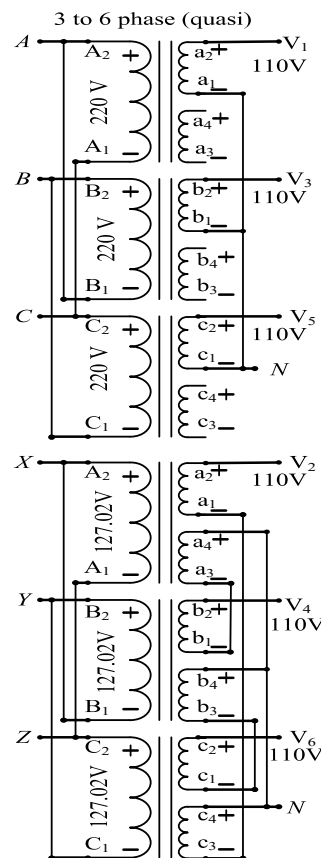 3 to 6 phase (quasi)
A A₂ + + V₁
a₂
110V
a₁ −
220 V
a₄ +
A₁ − a₃ −
B B₂ + b₂ + V₃
110V
b₁ −
220 V
b₄ +
B₁ − b₃ −
C C₂ + c₂ + V₅
110V
c₁ − N
220 V
c₄ +
C₁ − c₃ −
X A₂ + a₂ + V₂
110V
a₁ −
127.02V
a₄ +
A₁ − a₃ −
Y B₂ + b₂ + V₄
110V
b₁ −
127.02V
b₄ +
B₁ − b₃ −
Z C₂ + c₂ + V₆
110V
c₁ −
127.02V
c₄ + N
C₁ − c₃ −